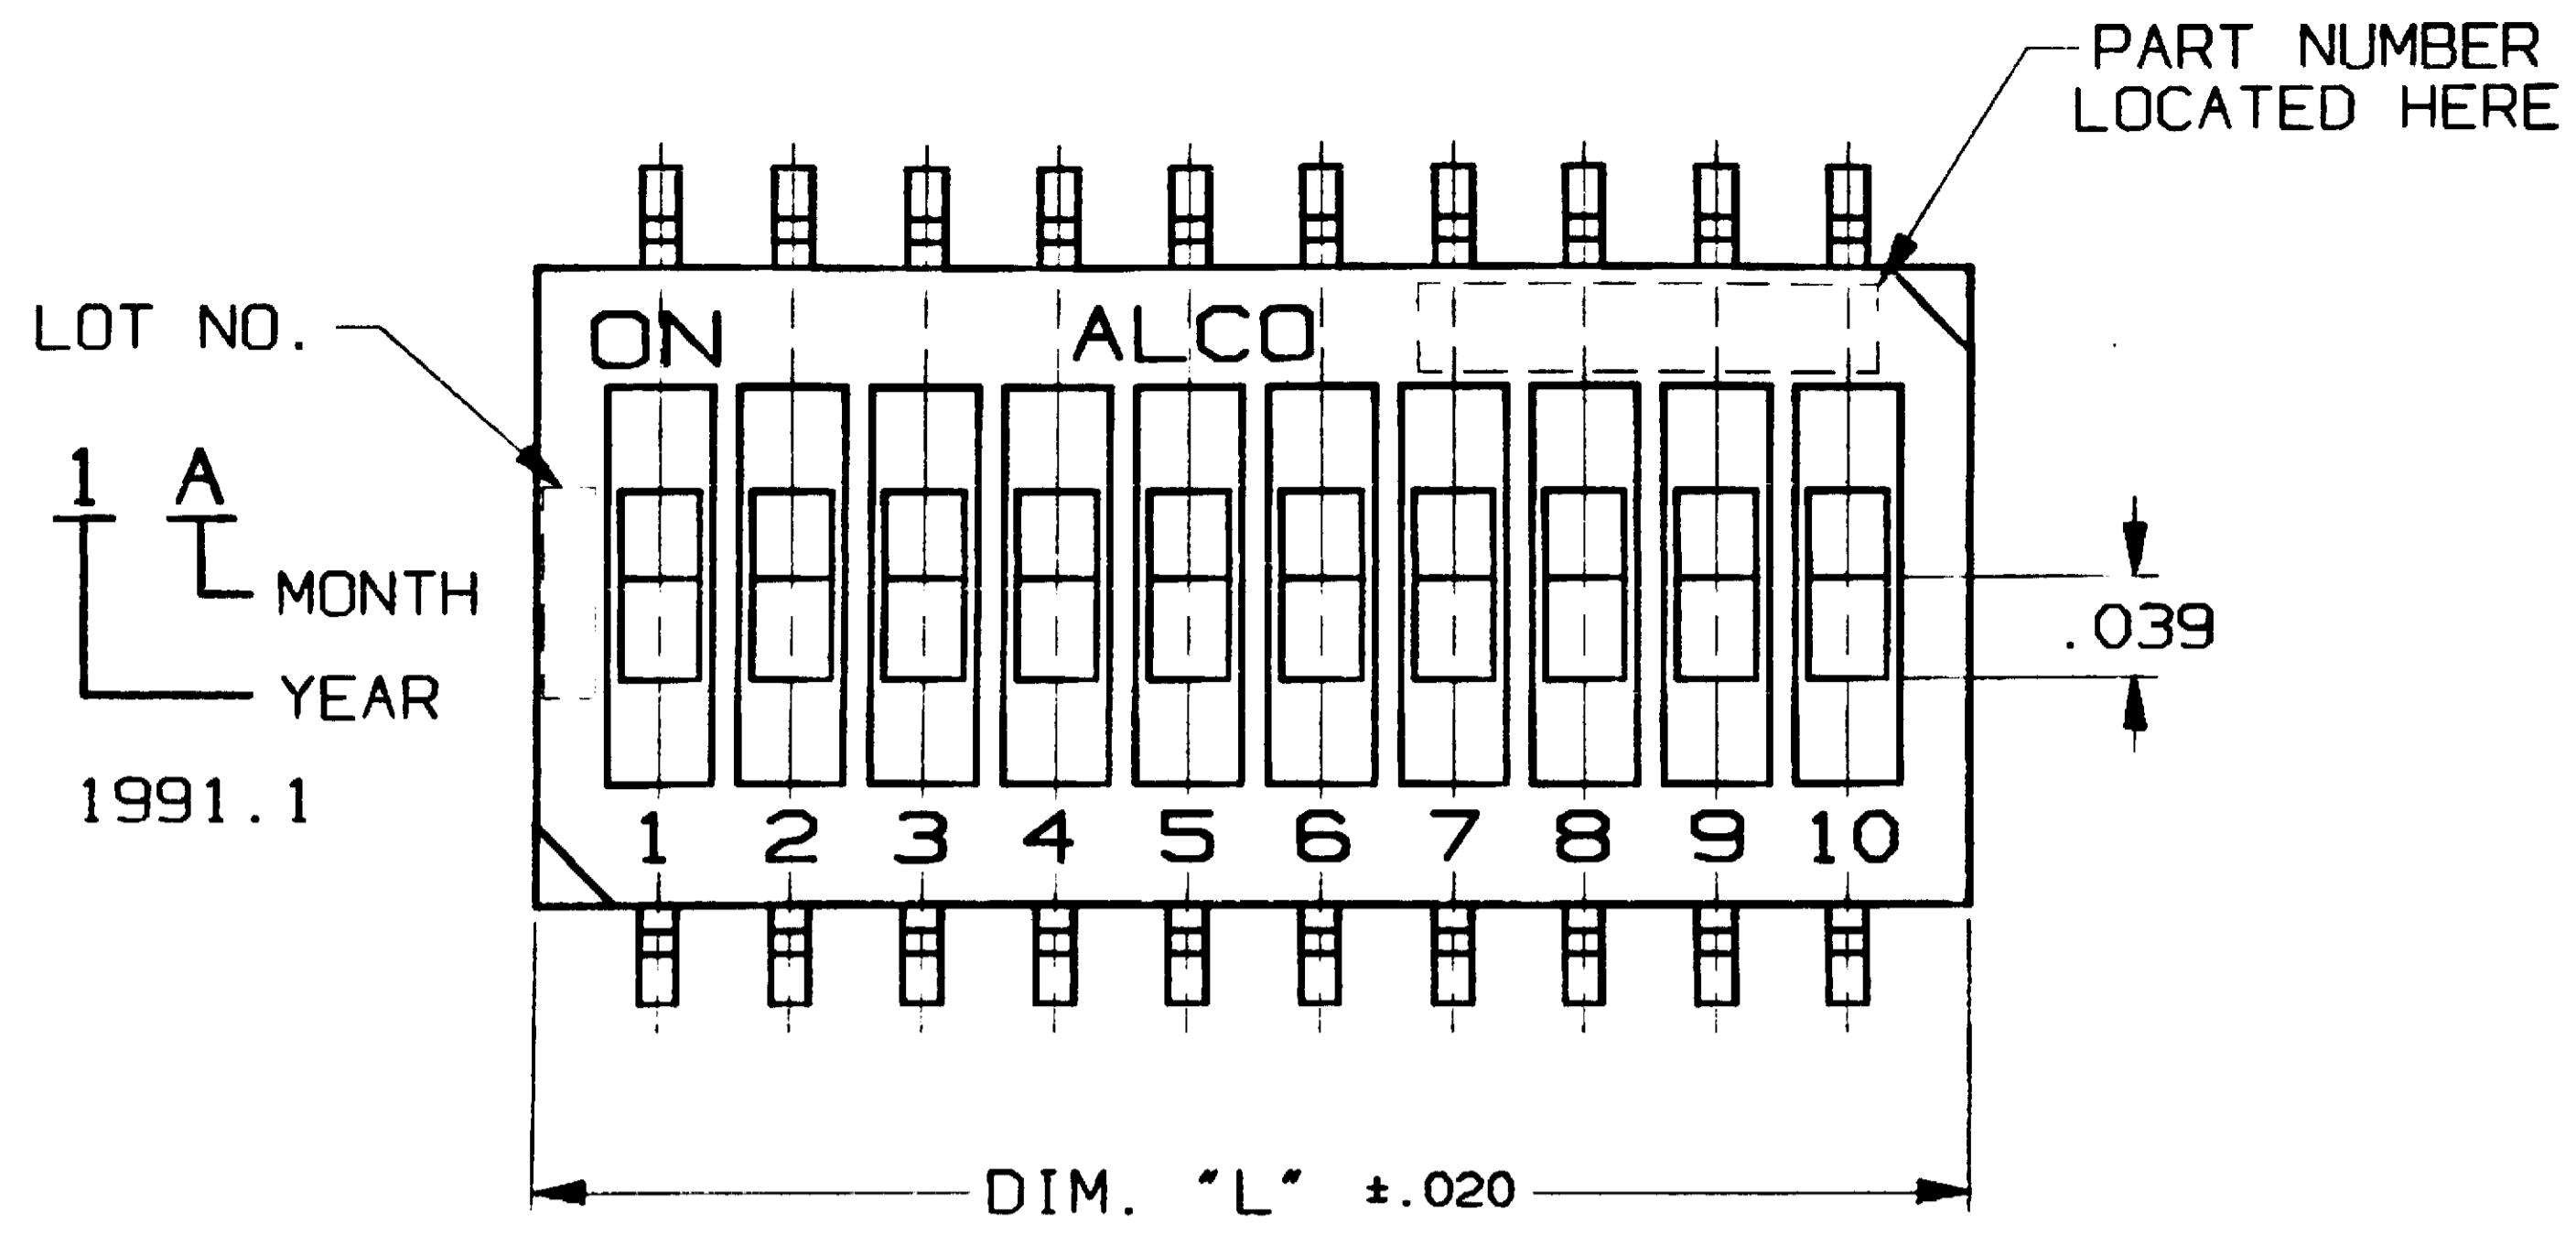 PART NUMBER
LOCATED HERE
LOT NO.
ON ALCO
1 A
MONTH
YEAR
1991.1
.039
1 2 3 4 5 6 7 8 9 10
DIM. "L" ±.020